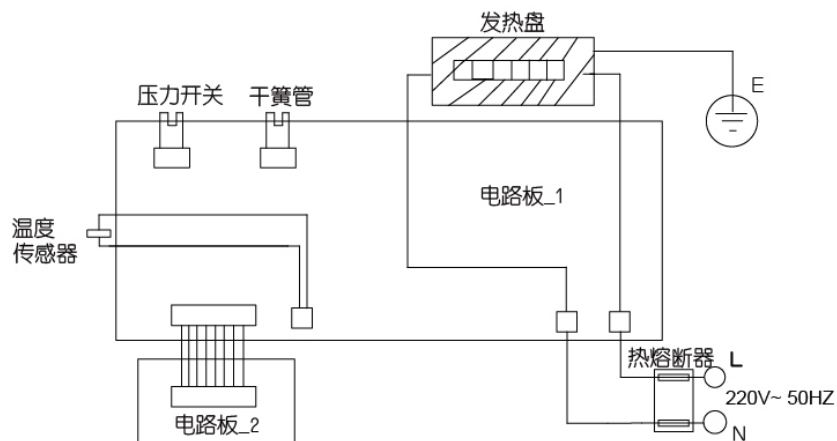 发热盘
压力开关
干簧管
E
电路板_1
温度
传感器
热熔断器
L
220V~ 50HZ
N
电路板_2